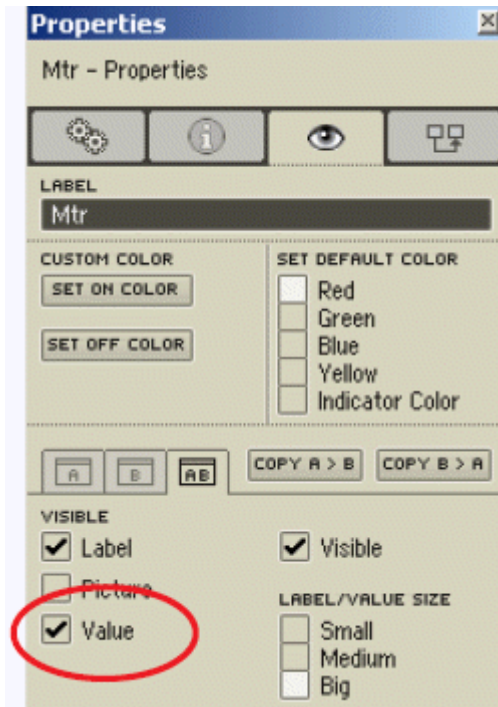 Properties
Mtr – Properties
LABEL
Mtr
CUSTOM COLOR
SET ON COLOR
SET OFF COLOR
SET DEFAULT COLOR
Red
Green
Blue
Yellow
Indicator Color
A
B
AB
COPY A > B
COPY B > A
VISIBLE
Label
Picture
Value
Visible
LABEL/VALUE SIZE
Small
Medium
Big